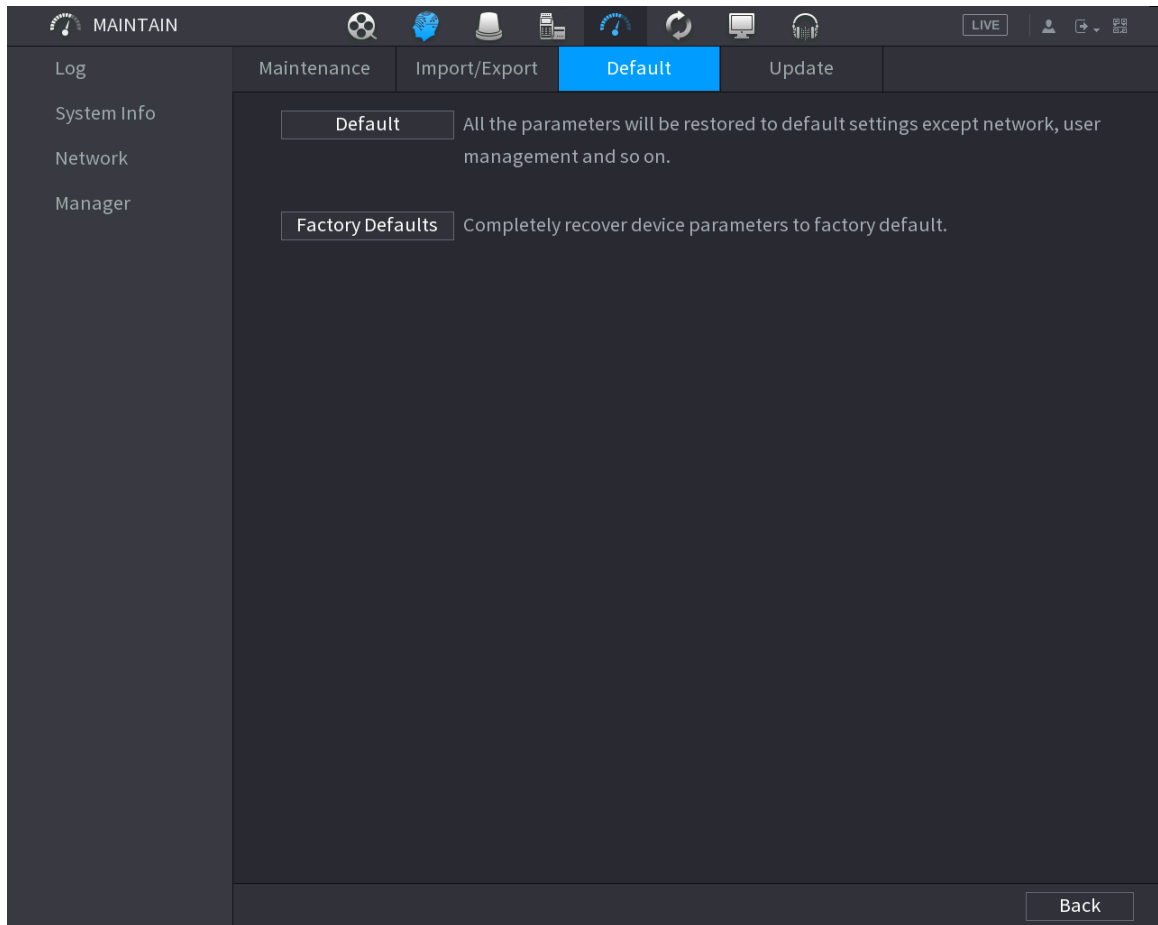 MAINTAIN
LIVE
Log
System Info
Network
Manager
Maintenance
Import/Export
Default
Update
Default
All the parameters will be restored to default settings except network, user
management and so on.
Factory Defaults
Completely recover device parameters to factory default.
Back